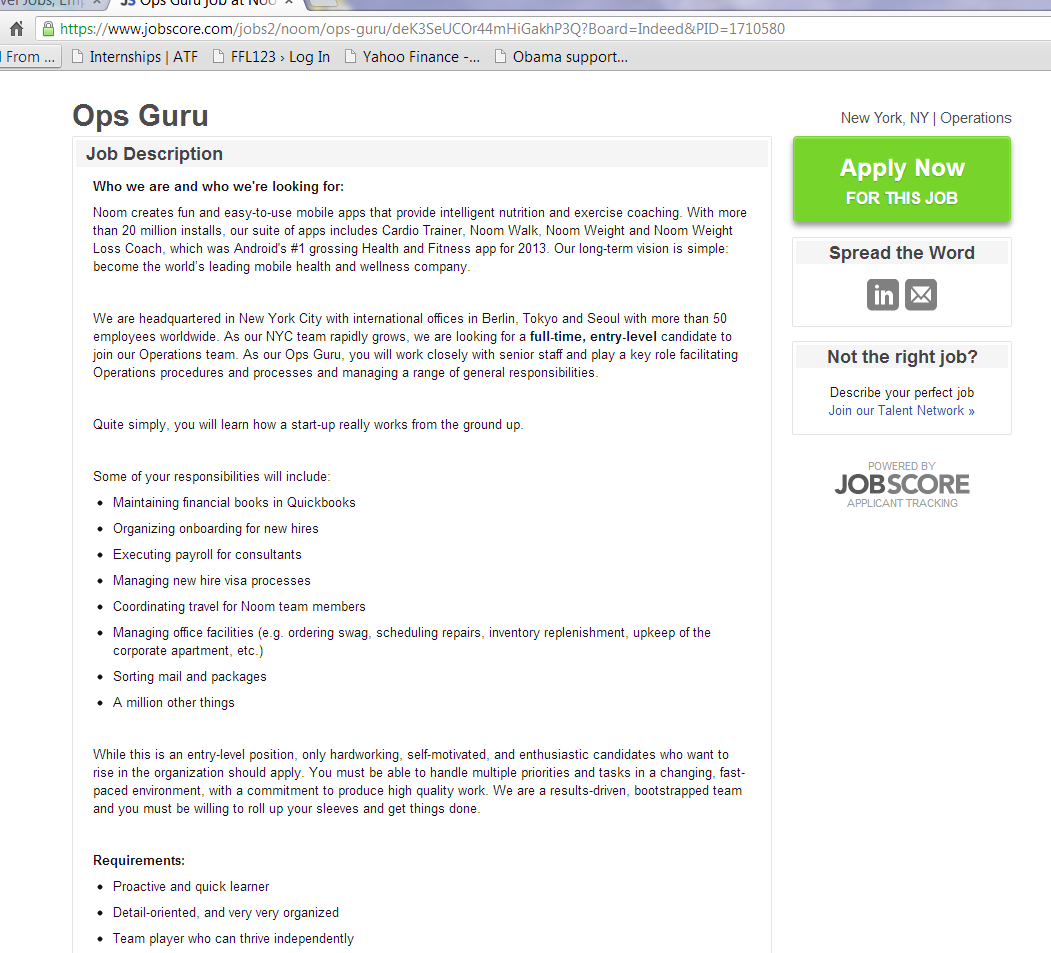 Ops Guru job at Noo
https://www.jobscore.com/jobs2/noom/ops-guru/deK3SeUCOr44mHiGakhP3Q?Board=Indeed&PID=1710580
From ... Internships | ATF FFL123 › Log In Yahoo Finance -... Obama support...
Ops Guru
New York, NY | Operations
Job Description
Who we are and who we're looking for:
Noom creates fun and easy-to-use mobile apps that provide intelligent nutrition and exercise coaching. With more
than 20 million installs, our suite of apps includes Cardio Trainer, Noom Walk, Noom Weight and Noom Weight
Loss Coach, which was Android's #1 grossing Health and Fitness app for 2013. Our long-term vision is simple:
become the world's leading mobile health and wellness company.
We are headquartered in New York City with international offices in Berlin, Tokyo and Seoul with more than 50
employees worldwide. As our NYC team rapidly grows, we are looking for a full-time, entry-level candidate to
join our Operations team. As our Ops Guru, you will work closely with senior staff and play a key role facilitating
Operations procedures and processes and managing a range of general responsibilities.
Quite simply, you will learn how a start-up really works from the ground up.
Some of your responsibilities will include:
• Maintaining financial books in Quickbooks
• Organizing onboarding for new hires
• Executing payroll for consultants
• Managing new hire visa processes
• Coordinating travel for Noom team members
• Managing office facilities (e.g. ordering swag, scheduling repairs, inventory replenishment, upkeep of the
corporate apartment, etc.)
• Sorting mail and packages
• A million other things
While this is an entry-level position, only hardworking, self-motivated, and enthusiastic candidates who want to
rise in the organization should apply. You must be able to handle multiple priorities and tasks in a changing, fast-
paced environment, with a commitment to produce high quality work. We are a results-driven, bootstrapped team
and you must be willing to roll up your sleeves and get things done.
Requirements:
• Proactive and quick learner
• Detail-oriented, and very very organized
• Team player who can thrive independently
Apply Now
FOR THIS JOB
Spread the Word
in
Not the right job?
Describe your perfect job
Join our Talent Network »
POWERED BY
JOBSCORE
APPLICANT TRACKING